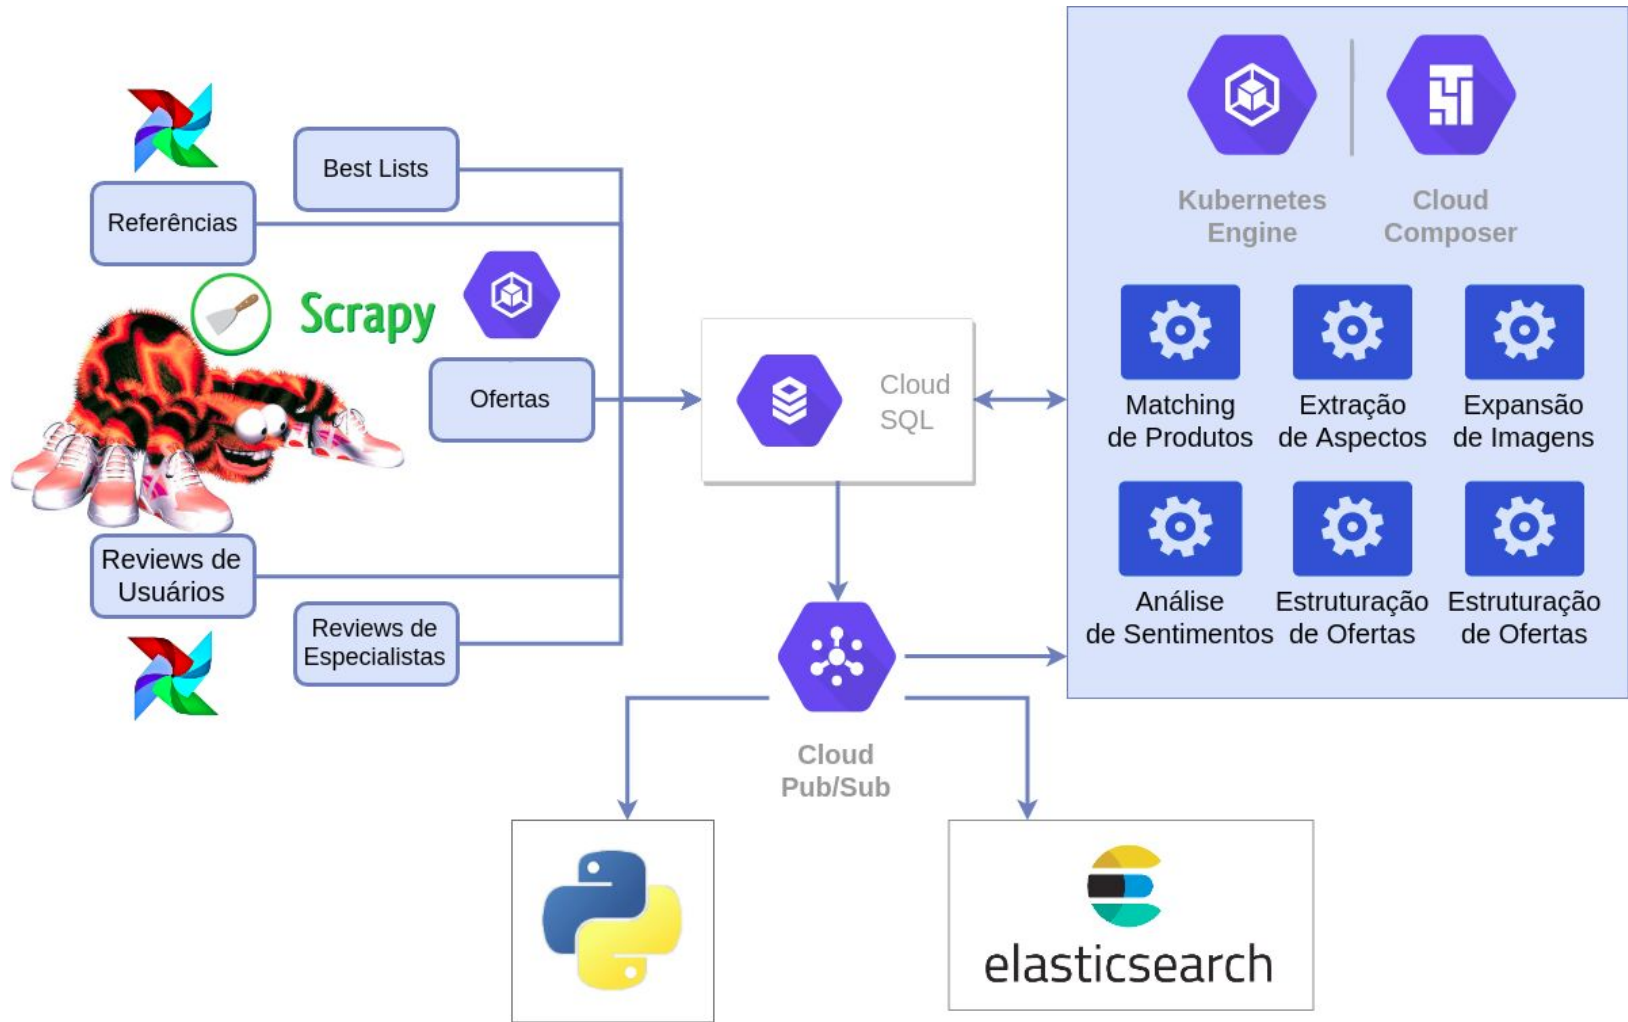 Best Lists
Referências
Scrapy
Ofertas
Reviews de
Usuários
Reviews de
Especialistas
Cloud
SQL
Cloud
Pub/Sub
elasticsearch
Kubernetes
Engine
Cloud
Composer
Matching
de Produtos
Extração
de Aspectos
Expansão
de Imagens
Análise
de Sentimentos
Estruturação
de Ofertas
Estruturação
de Ofertas